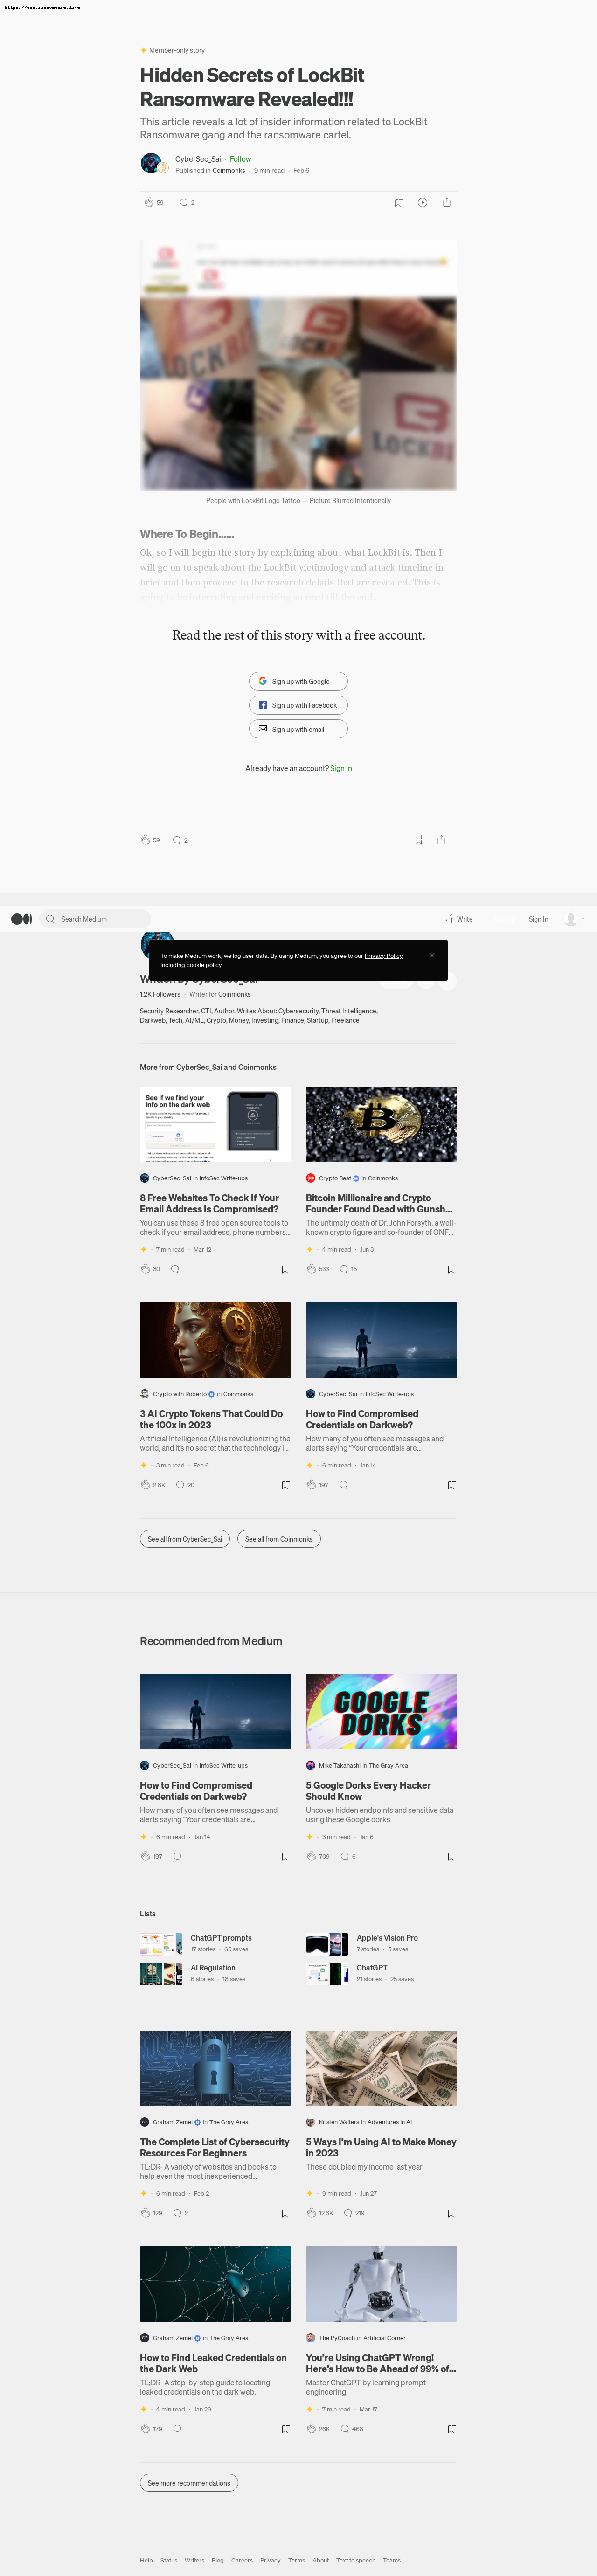 https://www.ransomware.live
Member-only story
Hidden Secrets of LockBit
Ransomware Revealed!!!
This article reveals a lot of insider information related to LockBit
Ransomware gang and the ransomware cartel.
CyberSec_Sai · Follow
Published in Coinmonks · 9 min read · Feb 6
59 2
LOCKBIT
LOCK
People with LockBit Logo Tattoo — Picture Blurred Intentionally
Where To Begin……
Ok, so I will begin the story by explaining about what LockBit is. Then I
will go on to speak about the LockBit victimology and attack timeline in
brief and then proceed to the research details that are revealed. This is
going to be interesting and exciting so read till the end.
Read the rest of this story with a free account.
Sign up with Google
Sign up with Facebook
Sign up with email
Already have an account? Sign in
59 2
Search Medium Write Sign In
To make Medium work, we log user data. By using Medium, you agree to our Privacy Policy,
including cookie policy.
Written by CyberSec_Sai
1.2K Followers · Writer for Coinmonks
Security Researcher, CTI, Author. Writes About: Cybersecurity, Threat Intelligence,
Darkweb, Tech, AI/ML, Crypto, Money, Investing, Finance, Startup, Freelance
More from CyberSec_Sai and Coinmonks
See if we find your
info on the dark web
CyberSec_Sai in InfoSec Write-ups
8 Free Websites To Check If Your
Email Address Is Compromised?
You can use these 8 free open source tools to
check if your email address, phone numbers…
· 7 min read · Mar 12
30
Crypto Beat in Coinmonks
Bitcoin Millionaire and Crypto
Founder Found Dead with Gunsh…
The untimely death of Dr. John Forsyth, a well-
known crypto figure and co-founder of ONF…
· 4 min read · Jun 3
533 15
Crypto with Roberto in Coinmonks
3 AI Crypto Tokens That Could Do
the 100x in 2023
Artificial Intelligence (AI) is revolutionizing the
world, and it's no secret that the technology i…
· 3 min read · Feb 6
2.8K 20
CyberSec_Sai in InfoSec Write-ups
How to Find Compromised
Credentials on Darkweb?
How many of you often see messages and
alerts saying "Your credentials are…
· 6 min read · Jan 14
197
See all from CyberSec_Sai See all from Coinmonks
Recommended from Medium
CyberSec_Sai in InfoSec Write-ups
How to Find Compromised
Credentials on Darkweb?
How many of you often see messages and
alerts saying "Your credentials are…
· 6 min read · Jan 14
197
GOOGLE
DORKS
Mike Takahashi in The Gray Area
5 Google Dorks Every Hacker
Should Know
Uncover hidden endpoints and sensitive data
using these Google dorks
· 3 min read · Jan 6
709 6
Lists
ChatGPT prompts
17 stories · 65 saves
Apple's Vision Pro
7 stories · 5 saves
AI Regulation
6 stories · 18 saves
ChatGPT
21 stories · 25 saves
Graham Zemel in The Gray Area
The Complete List of Cybersecurity
Resources For Beginners
TL;DR- A variety of websites and books to
help even the most inexperienced…
· 6 min read · Feb 2
129 2
Kristen Walters in Adventures In AI
5 Ways I'm Using AI to Make Money
in 2023
These doubled my income last year
· 9 min read · Jun 27
12.6K 219
Graham Zemel in The Gray Area
How to Find Leaked Credentials on
the Dark Web
TL;DR- A step-by-step guide to locating
leaked credentials on the dark web.
· 4 min read · Jan 29
179
The PyCoach in Artificial Corner
You're Using ChatGPT Wrong!
Here's How to Be Ahead of 99% of…
Master ChatGPT by learning prompt
engineering.
· 7 min read · Mar 17
26K 468
See more recommendations
Help Status Writers Blog Careers Privacy Terms About Text to speech Teams